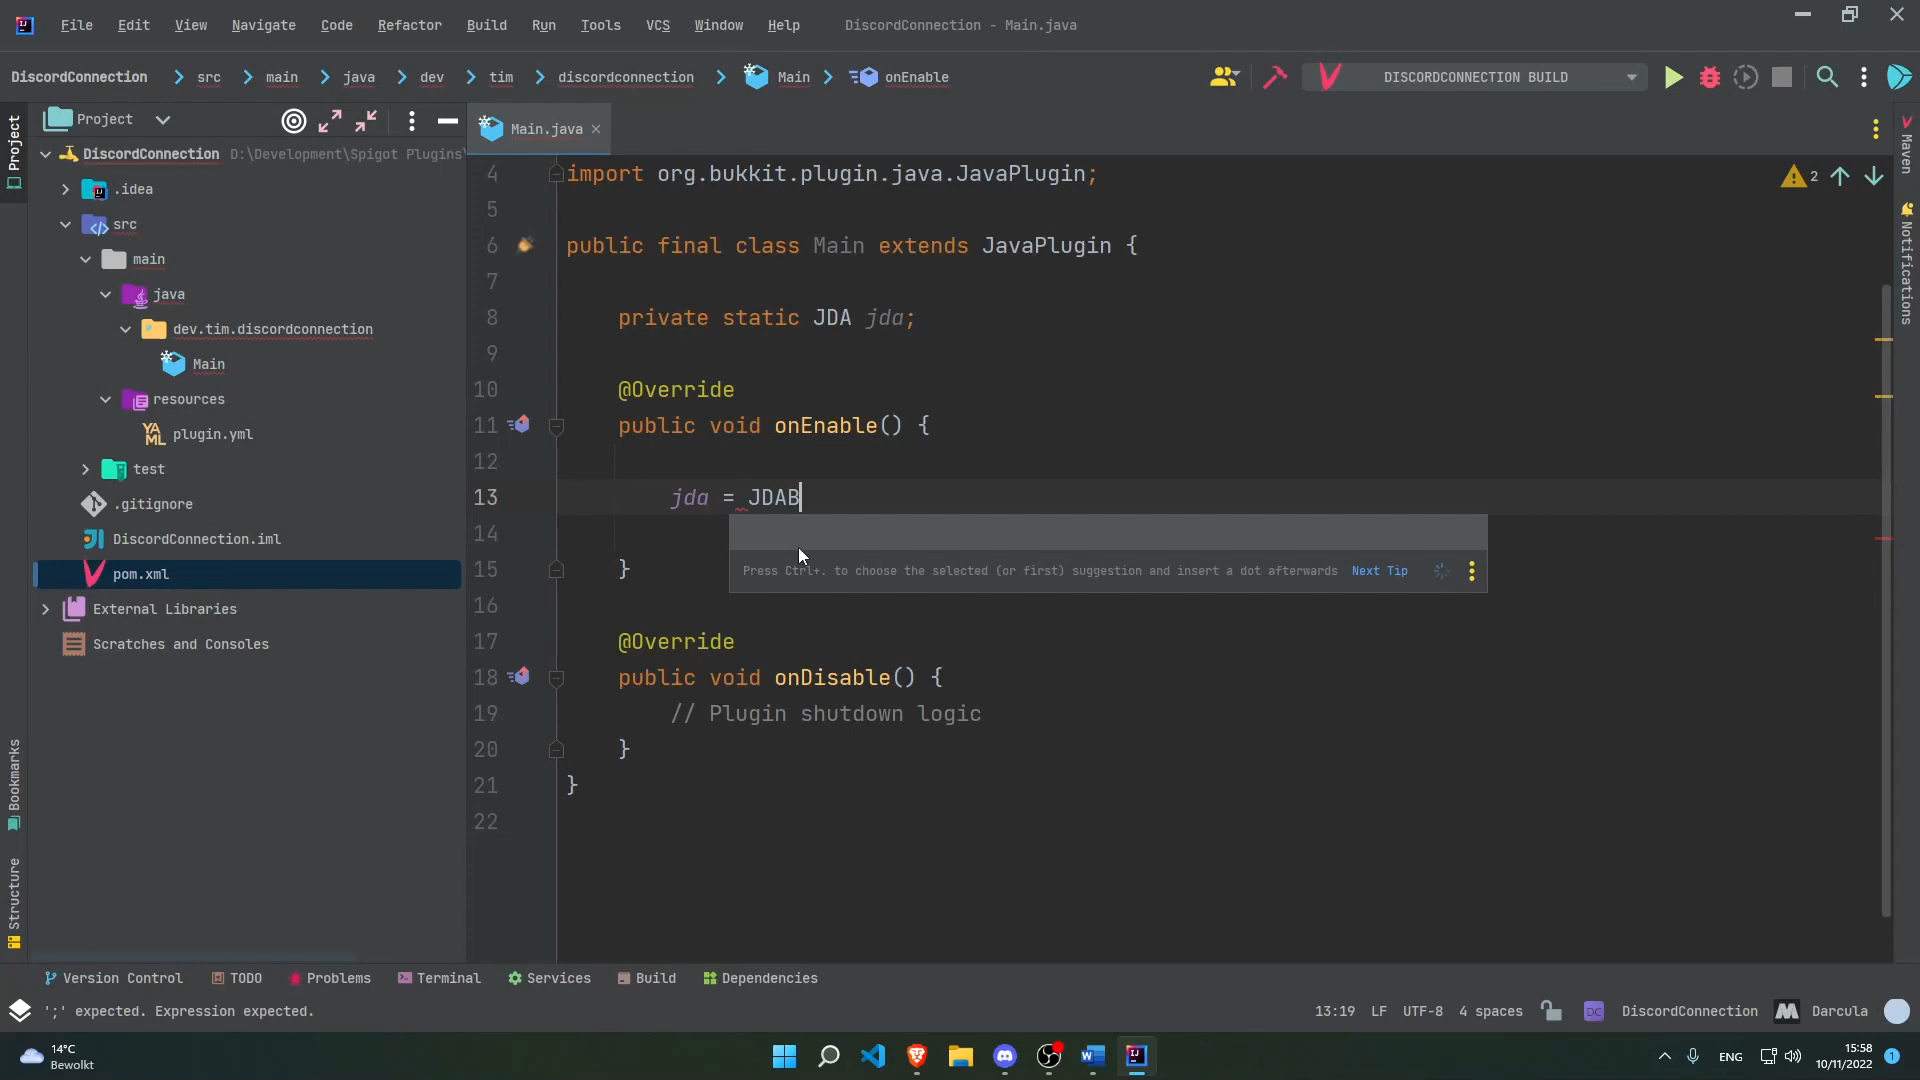 File Edit View Navigate Code Refactor Build Run Tools VCS Window Help DiscordConnection - Main.java
DiscordConnection src main java dev tim discordconnection Main onEnable DISCORDCONNECTION BUILD
Project
Project
Main.java
Maven
Notifications
DiscordConnection D:\Development\Spigot Plugins\
.idea
src
main
java
dev.tim.discordconnection
Main
resources
plugin.yml
test
.gitignore
DiscordConnection.iml
pom.xml
External Libraries
Scratches and Consoles
2
4 import org.bukkit.plugin.java.JavaPlugin;
5
6 public final class Main extends JavaPlugin {
7
8 private static JDA jda;
9
10 @Override
11 public void onEnable() {
12
13 jda = JDAB
14
Press Ctrl+. to choose the selected (or first) suggestion and insert a dot afterwards Next Tip
15 }
16
17 @Override
18 public void onDisable() {
19 // Plugin shutdown logic
20 }
21 }
22
Bookmarks
Structure
Version Control TODO Problems Terminal Services Build Dependencies
';' expected. Expression expected. 13:19 LF UTF-8 4 spaces DC DiscordConnection Darcula
14°C
Bewolkt
ENG
15:58
10/11/2022
1